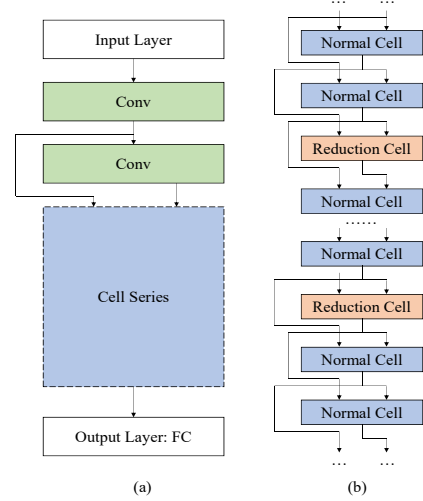 Input Layer
Conv
Conv
Cell Series
Output Layer: FC
(a)
... ...
Normal Cell
Normal Cell
Reduction Cell
Normal Cell
......
Normal Cell
Reduction Cell
Normal Cell
Normal Cell
... ...
(b)